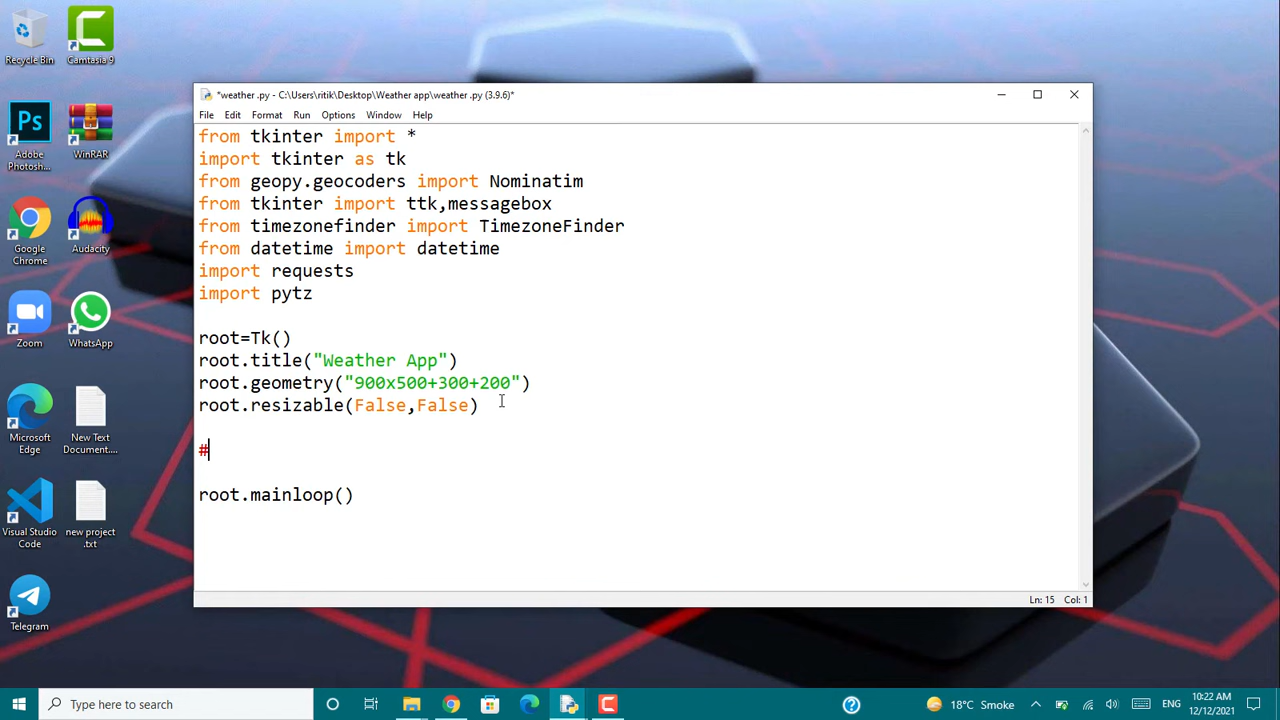 Recycle Bin
Camtasia 9
Adobe
Photosh...
WinRAR
Google
Chrome
Audacity
Zoom
WhatsApp
Microsoft
Edge
New Text
Document....
Visual Studio
Code
new project
.txt
Telegram
*weather .py - C:\Users\ritik\Desktop\Weather app\weather .py (3.9.6)*
File Edit Format Run Options Window Help
from tkinter import *
import tkinter as tk
from geopy.geocoders import Nominatim
from tkinter import ttk,messagebox
from timezonefinder import TimezoneFinder
from datetime import datetime
import requests
import pytz
root=Tk()
root.title("Weather App")
root.geometry("900x500+300+200")
root.resizable(False,False)
#
root.mainloop()
Ln: 15 Col: 1
Type here to search
18°C Smoke
ENG
10:22 AM
12/12/2021